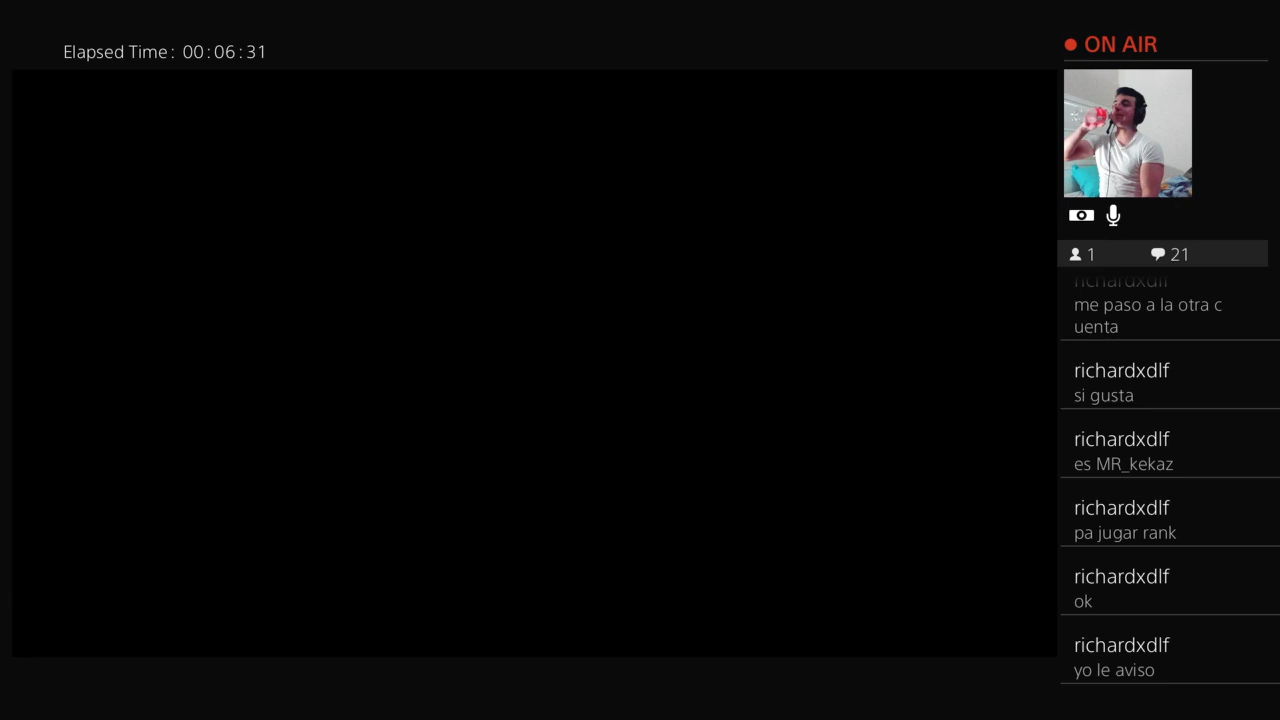 Elapsed Time: 00:06:31
ON AIR
1 21
richardxdlf
me paso a la otra c
uenta
richardxdlf
si gusta
richardxdlf
es MR_kekaz
richardxdlf
pa jugar rank
richardxdlf
ok
richardxdlf
yo le aviso